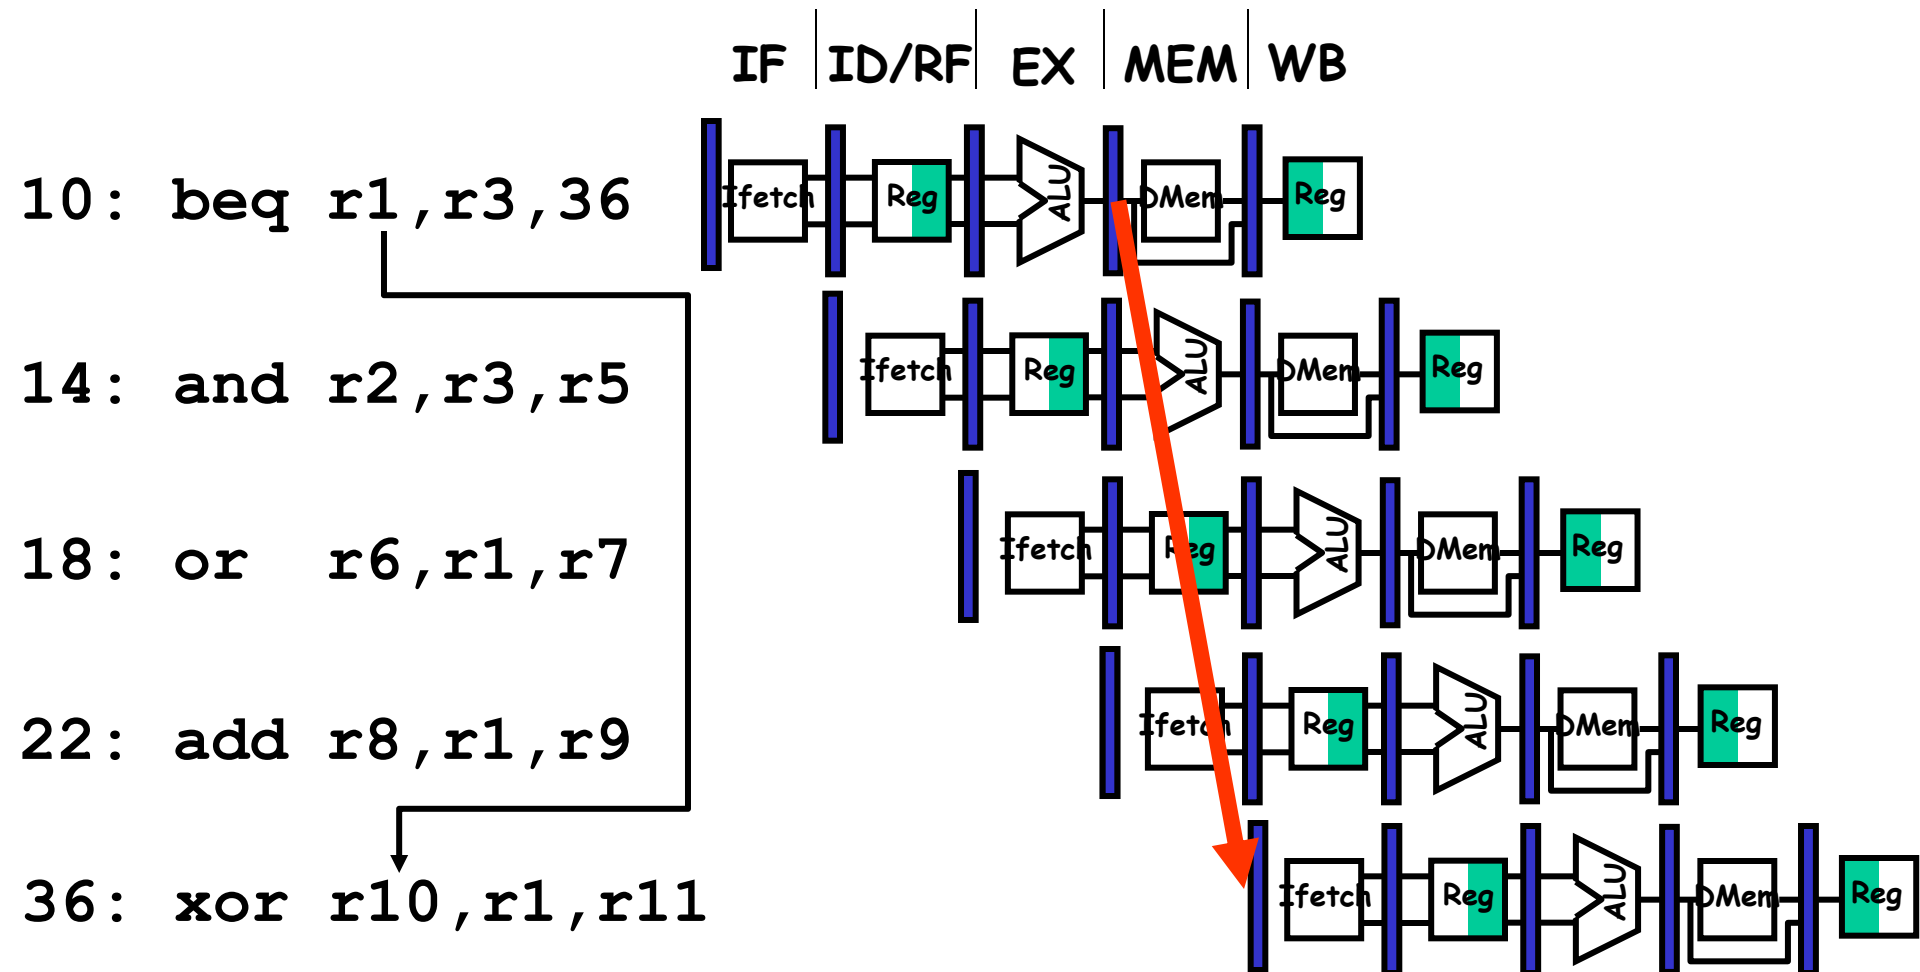 IF ID/RF EX MEM WB
10: beq r1,r3,36 Ifetch Reg ALU DMem Reg
14: and r2,r3,r5 Ifetch Reg ALU DMem Reg
18: or r6,r1,r7 Ifetch Reg ALU DMem Reg
22: add r8,r1,r9 Ifetch Reg ALU DMem Reg
36: xor r10,r1,r11 Ifetch Reg ALU DMem Reg